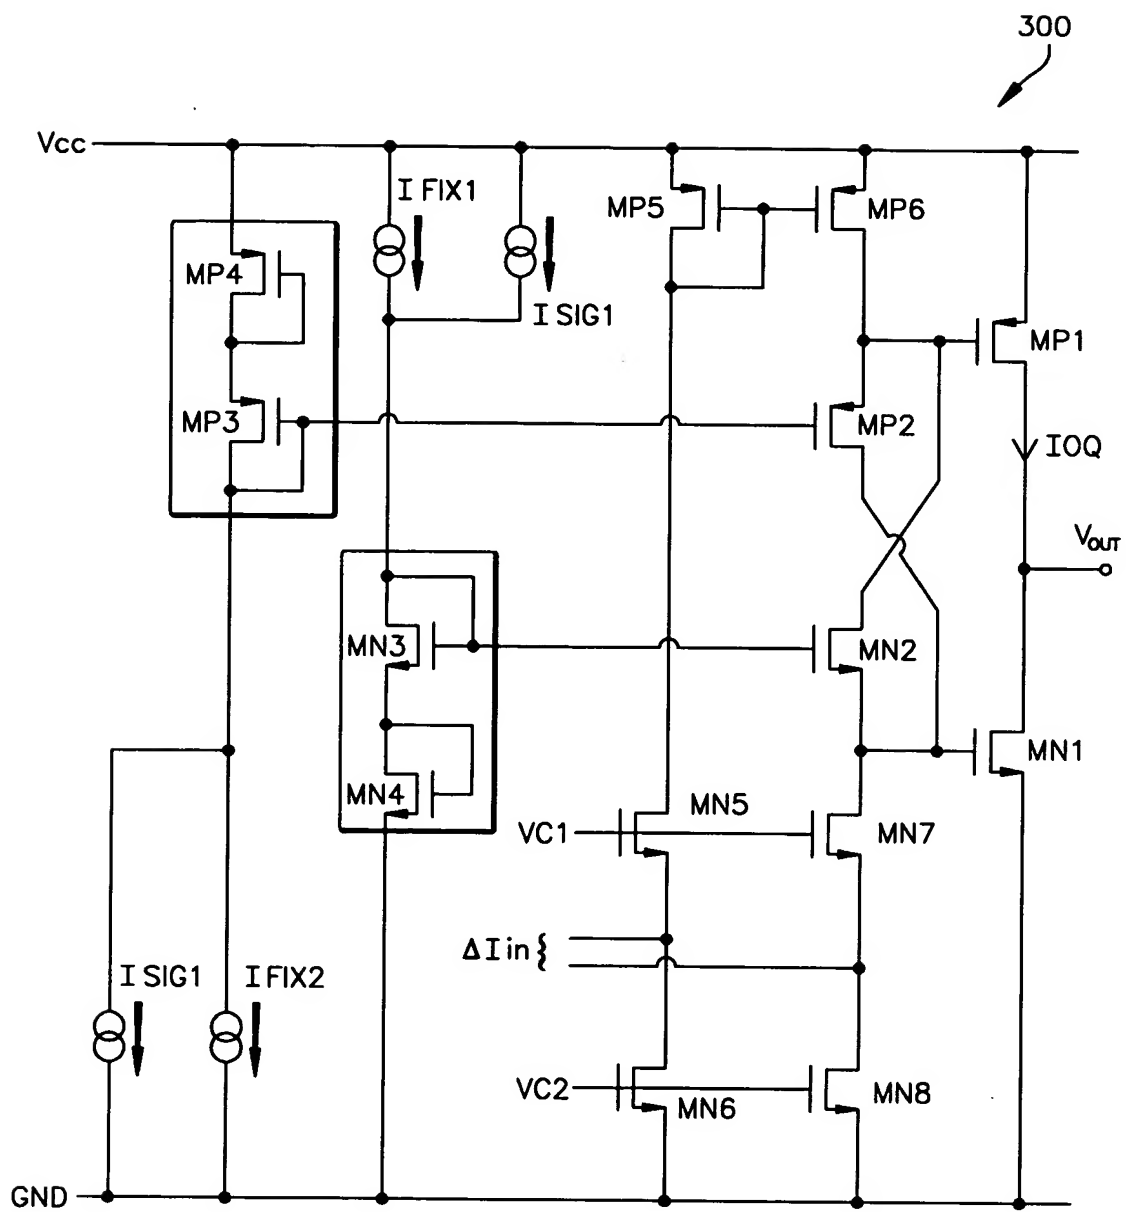 300
Vcc
I FIX1
MP5
MP6
MP4
I SIG1
MP1
MP3
MP2
IOQ
VOUT
MN3
MN2
MN1
MN4
MN5
VC1
MN7
ΔIin {
I SIG1
I FIX2
VC2
MN6
MN8
GND